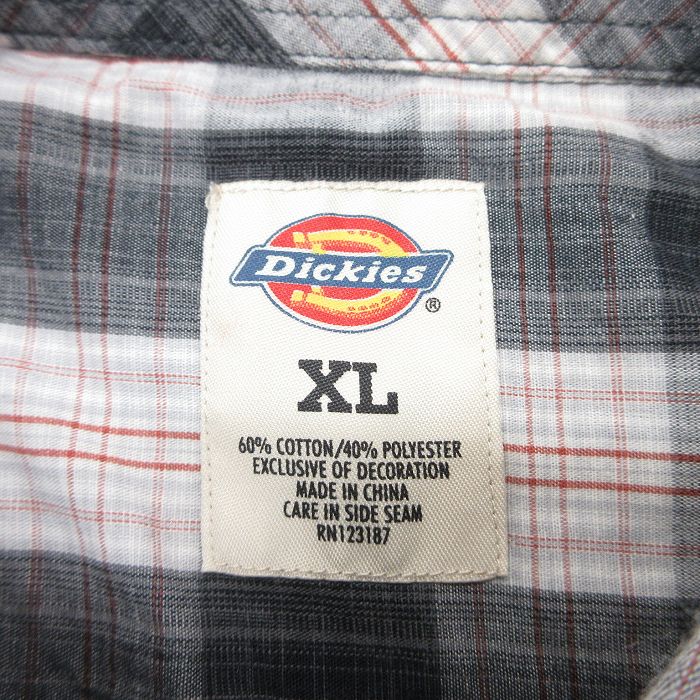 Dickies
®
XL
60% COTTON/40% POLYESTER
EXCLUSIVE OF DECORATION
MADE IN CHINA
CARE IN SIDE SEAM
RN123187